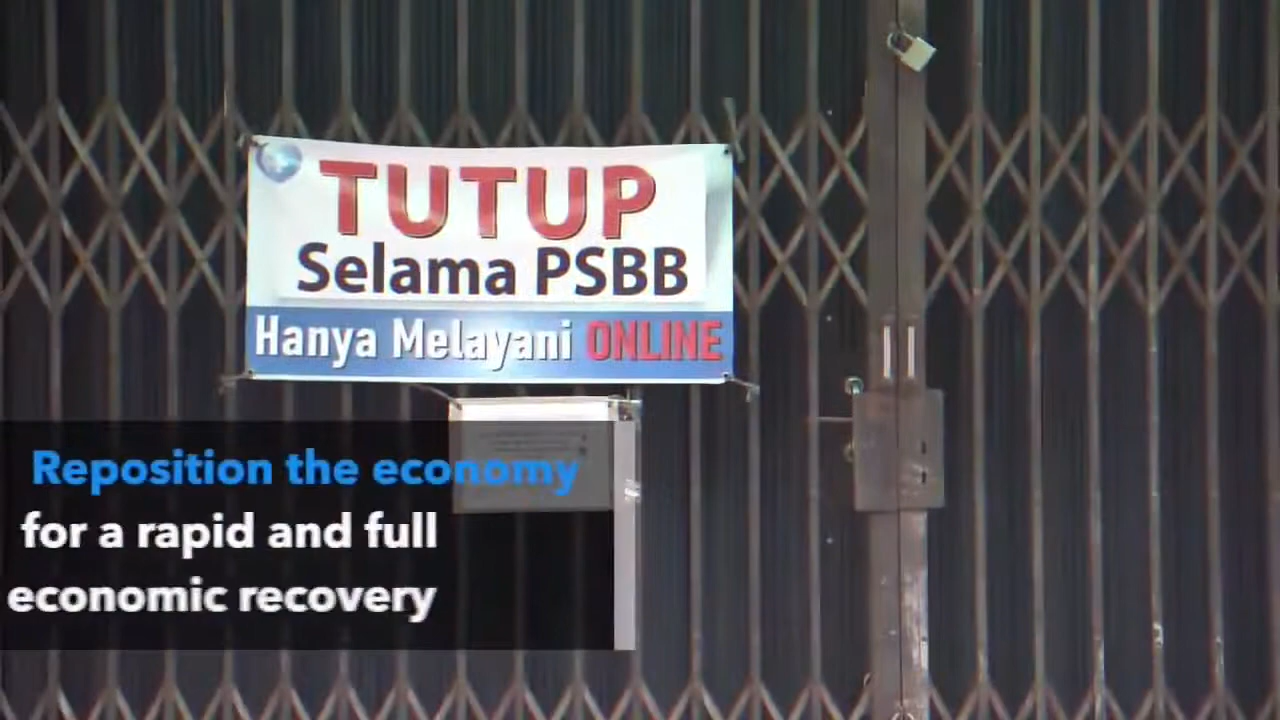 TUTUP
Selama PSBB
Hanya Melayani ONLINE
Reposition the economy
for a rapid and full
economic recovery